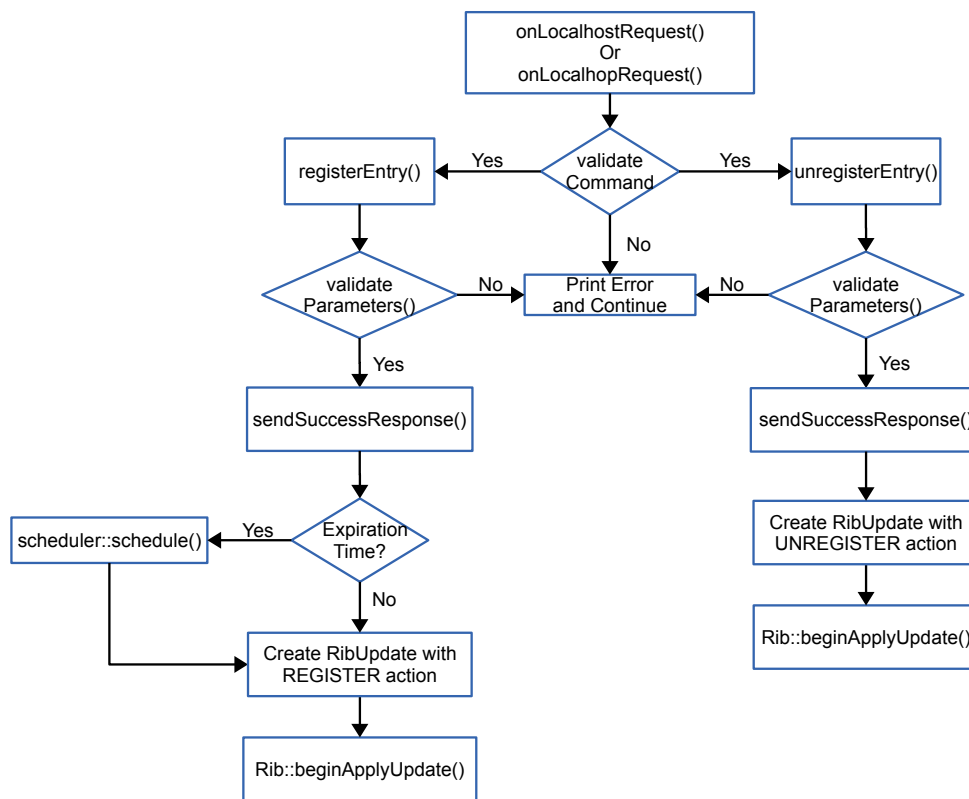 onLocalhostRequest()
Or
onLocalhopRequest()
registerEntry()
Yes
validate
Command
Yes
unregisterEntry()
No
validate
Parameters()
No
Print Error
and Continue
No
validate
Parameters()
Yes
Yes
sendSuccessResponse()
sendSuccessResponse()
scheduler::schedule()
Yes
Expiration
Time?
Create RibUpdate with
UNREGISTER action
No
Create RibUpdate with
REGISTER action
Rib::beginApplyUpdate()
Rib::beginApplyUpdate()